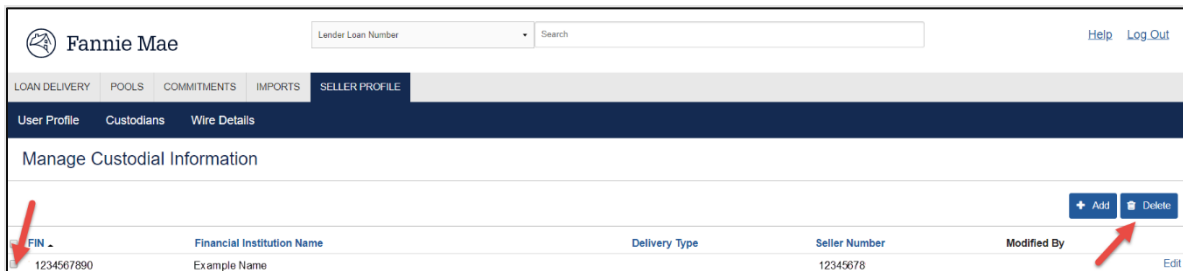 Fannie Mae
Lender Loan Number Search
Help Log Out
LOAN DELIVERY POOLS COMMITMENTS IMPORTS SELLER PROFILE
User Profile Custodians Wire Details
Manage Custodial Information
+ Add Delete
FIN Financial Institution Name Delivery Type Seller Number Modified By
1234567890 Example Name 12345678 Edit